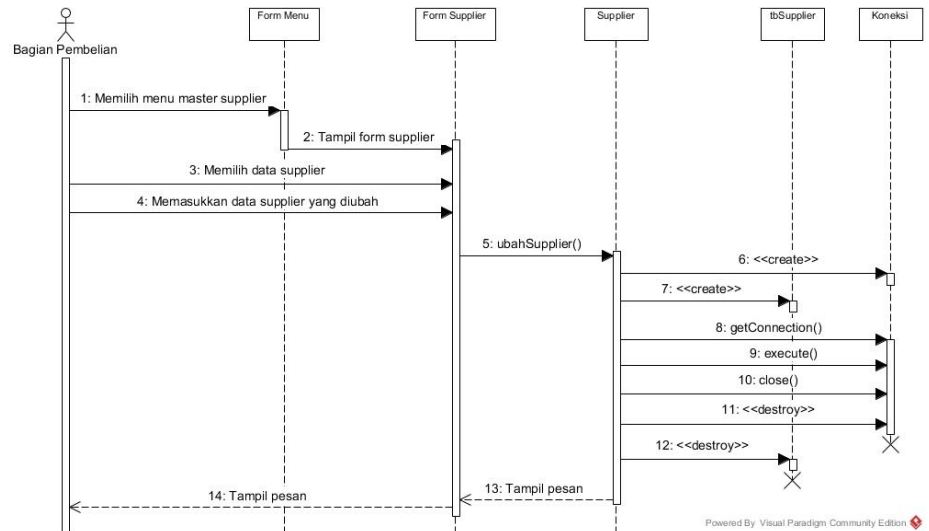 Form Menu
Form Supplier
Supplier
tbSupplier
Koneksi
Bagian Pembelian
1: Memilih menu master supplier
2: Tampil form supplier
3: Memilih data supplier
4: Memasukkan data supplier yang diubah
5: ubahSupplier()
6: <<create>>
7: <<create>>
8: getConnection()
9: execute()
10: close()
11: <<destroy>>
12: <<destroy>>
13: Tampil pesan
14: Tampil pesan
Powered By Visual Paradigm Community Edition